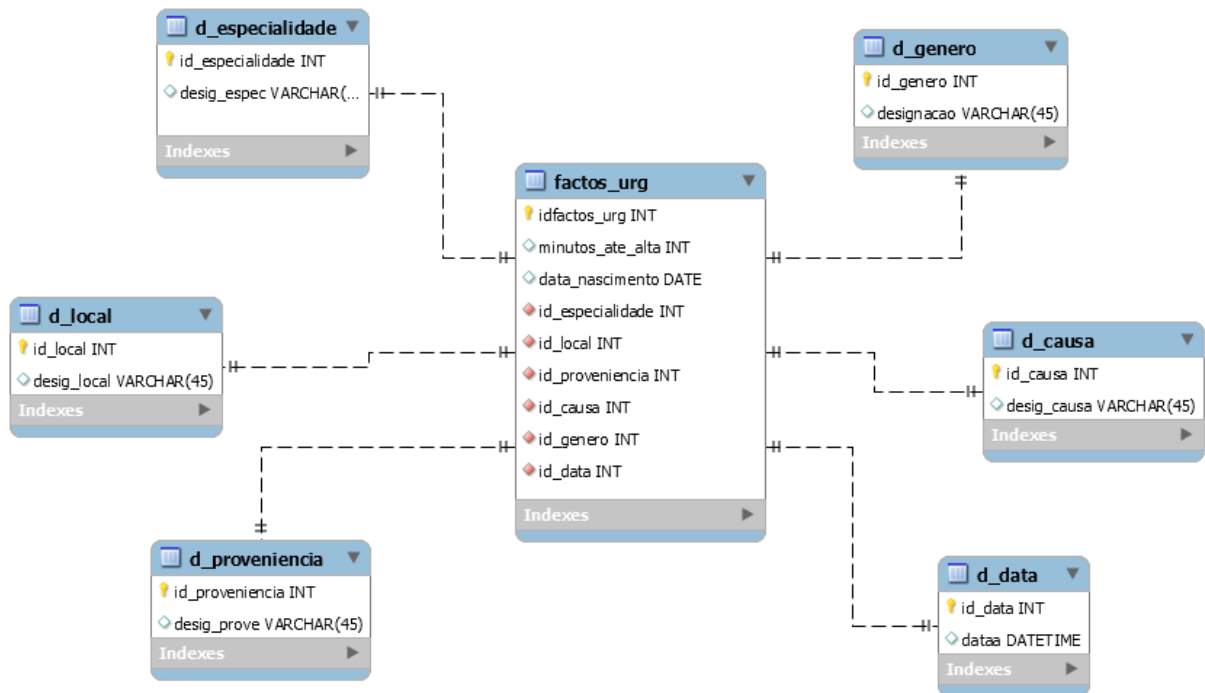 d_especialidade
id_especialidade INT
desig_espec VARCHAR(...
Indexes
d_genero
id_genero INT
designacao VARCHAR(45)
Indexes
factos_urg
idfactos_urg INT
minutos_ate_alta INT
data_nascimento DATE
id_especialidade INT
id_local INT
id_proveniencia INT
id_causa INT
id_genero INT
id_data INT
Indexes
d_local
id_local INT
desig_local VARCHAR(45)
Indexes
d_causa
id_causa INT
desig_causa VARCHAR(45)
Indexes
d_proveniencia
id_proveniencia INT
desig_prove VARCHAR(45)
Indexes
d_data
id_data INT
dataa DATETIME
Indexes